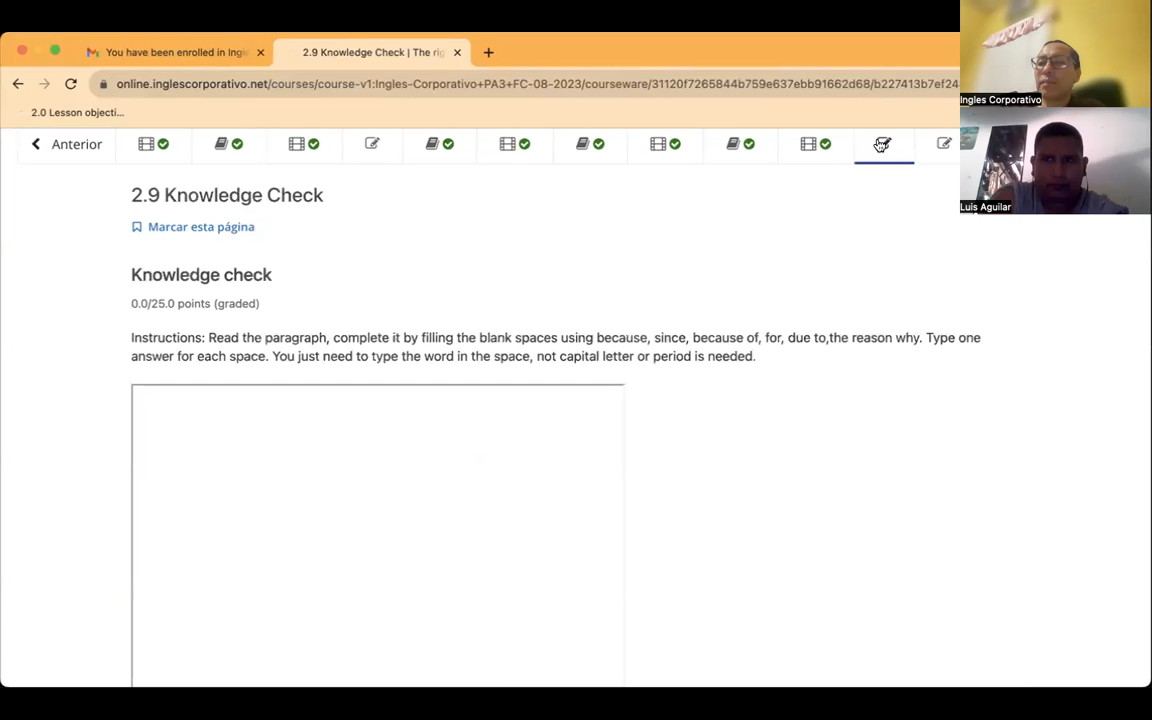 You have been enrolled in Ingl
2.9 Knowledge Check | The ri
online.inglescorporativo.net/courses/course-v1:Ingles-Corporativo+PA3+FC-08-2023/courseware/31120f7265844b759e637ebb91662d68/b227413b7ef24
2.0 Lesson objecti...
Ingles Corporativo
Luis Aguilar
Anterior
2.9 Knowledge Check
Marcar esta página
Knowledge check
0.0/25.0 points (graded)
Instructions: Read the paragraph, complete it by filling the blank spaces using because, since, because of, for, due to,the reason why. Type one
answer for each space. You just need to type the word in the space, not capital letter or period is needed.